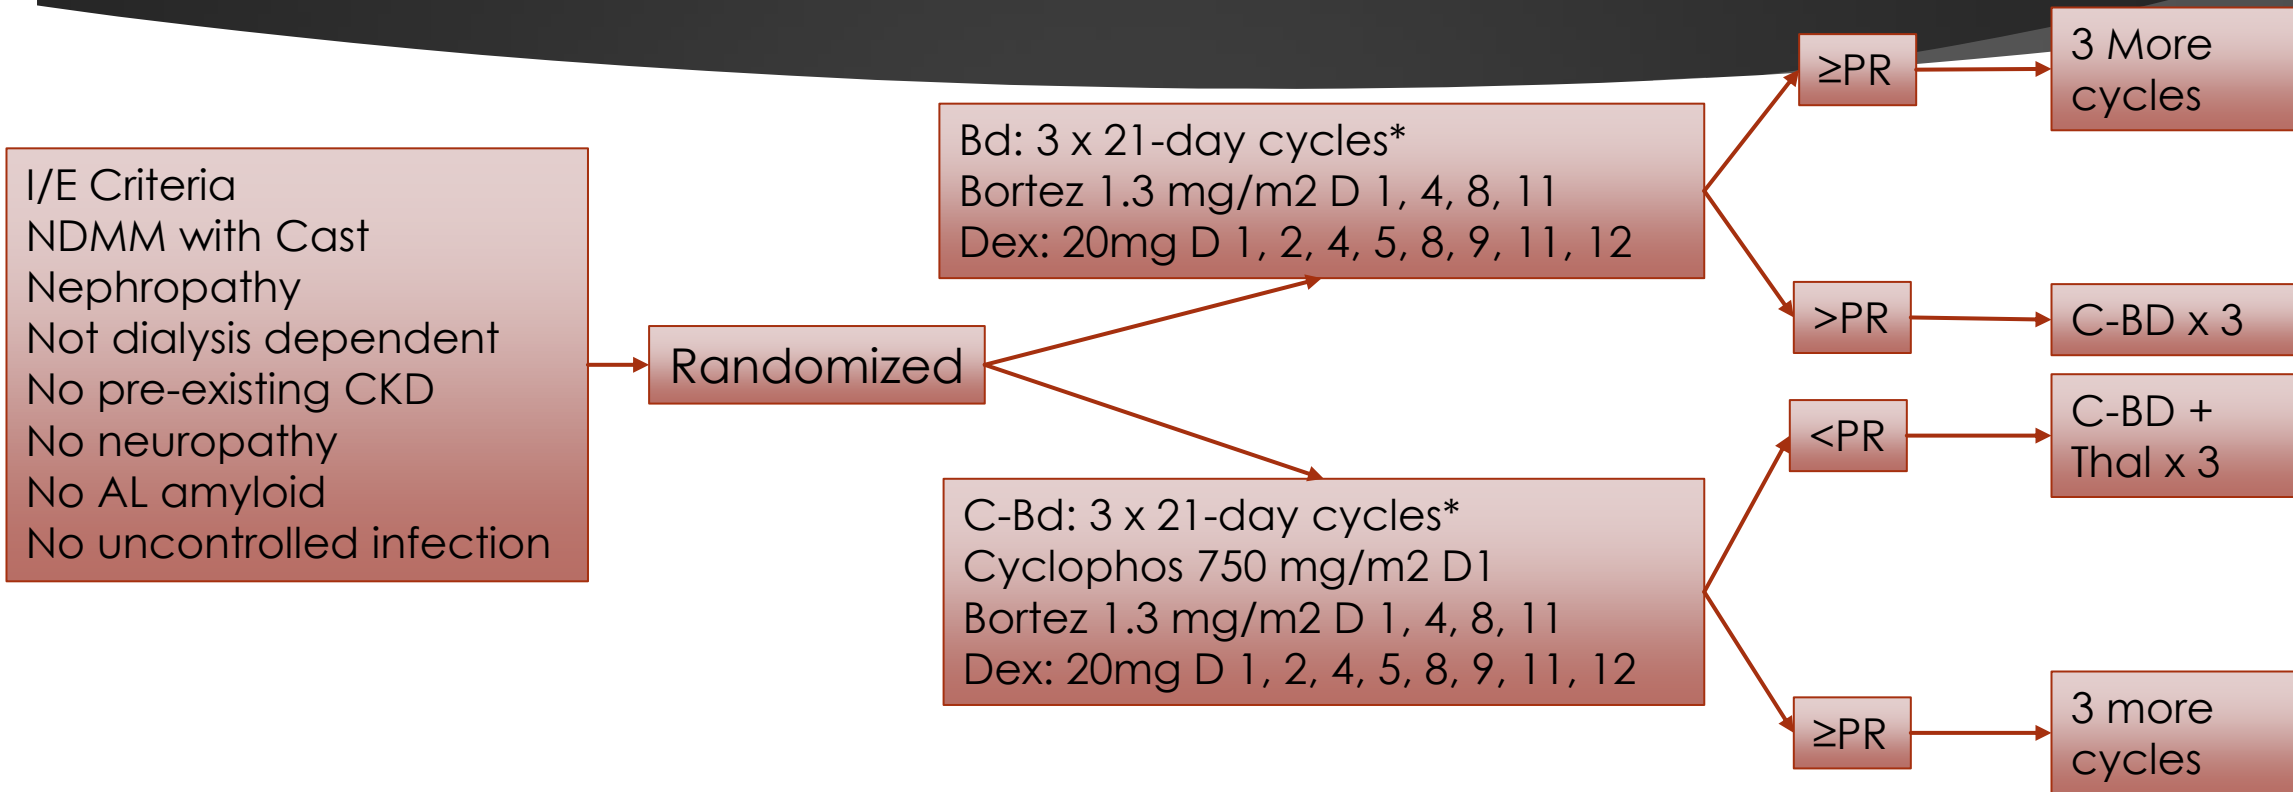 I/E Criteria
NDMM with Cast
Nephropathy
Not dialysis dependent
No pre-existing CKD
No neuropathy
No AL amyloid
No uncontrolled infection
Randomized
Bd: 3 x 21-day cycles*
Bortez 1.3 mg/m2 D 1, 4, 8, 11
Dex: 20mg D 1, 2, 4, 5, 8, 9, 11, 12
≥PR
3 More
cycles
>PR
C-BD x 3
C-Bd: 3 x 21-day cycles*
Cyclophos 750 mg/m2 D1
Bortez 1.3 mg/m2 D 1, 4, 8, 11
Dex: 20mg D 1, 2, 4, 5, 8, 9, 11, 12
<PR
C-BD +
Thal x 3
≥PR
3 more
cycles